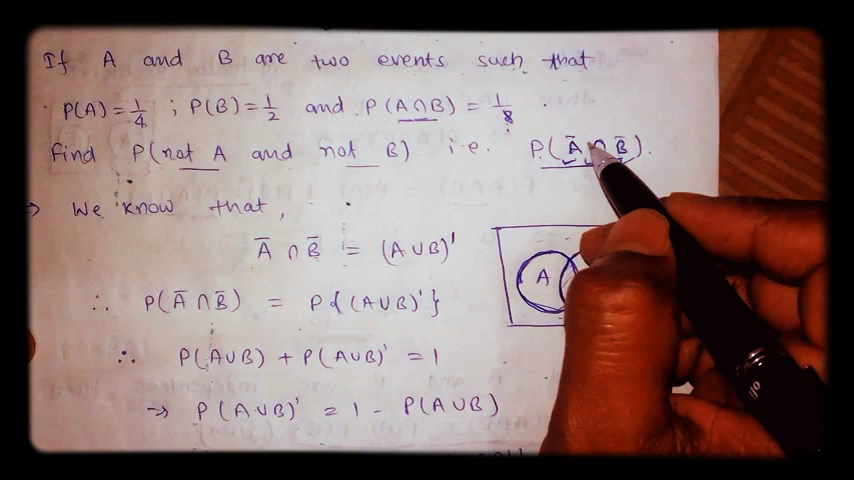 If A and B are two events such that
P(A) = 1/4 ; P(B) = 1/2 and P(A∩B) = 1/8 .
Find P(not A and not B) i.e. P(A̅ ∩ B̅).
⇒ We know that,
A̅ ∩ B̅ = (A∪B)'
∴ P(A̅ ∩ B̅) = P{(A∪B)'}
A
∴ P(A∪B) + P(A∪B)' = 1
⇒ P(A∪B)' = 1 - P(A∪B)